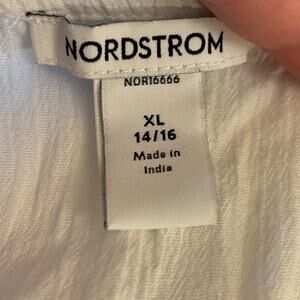 NORDSTROM
NOR16666
XL
14/16
Made in
India